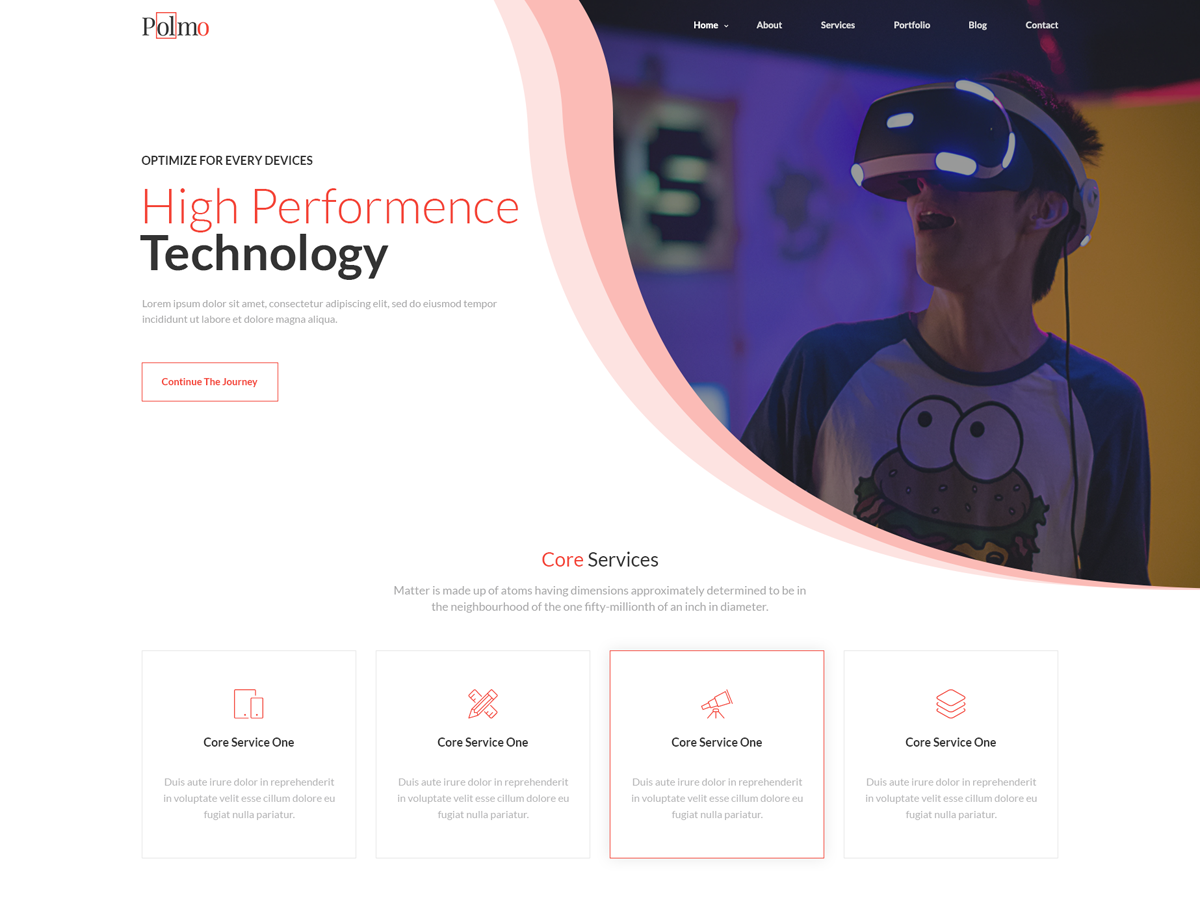 Polmo
Home About Services Portfolio Blog Contact
S
OPTIMIZE FOR EVERY DEVICES
High Performence
Technology
Lorem ipsum dolor sit amet, consectetur adipiscing elit, sed do eiusmod tempor
incididunt ut labore et dolore magna aliqua.
Continue The Journey
Core Services
Matter is made up of atoms having dimensions approximately determined to be in
the neighbourhood of the one fifty-millionth of an inch in diameter.
Core Service One
Duis aute irure dolor in reprehenderit
in voluptate velit esse cillum dolore eu
fugiat nulla pariatur.
Core Service One
Duis aute irure dolor in reprehenderit
in voluptate velit esse cillum dolore eu
fugiat nulla pariatur.
Core Service One
Duis aute irure dolor in reprehenderit
in voluptate velit esse cillum dolore eu
fugiat nulla pariatur.
Core Service One
Duis aute irure dolor in reprehenderit
in voluptate velit esse cillum dolore eu
fugiat nulla pariatur.